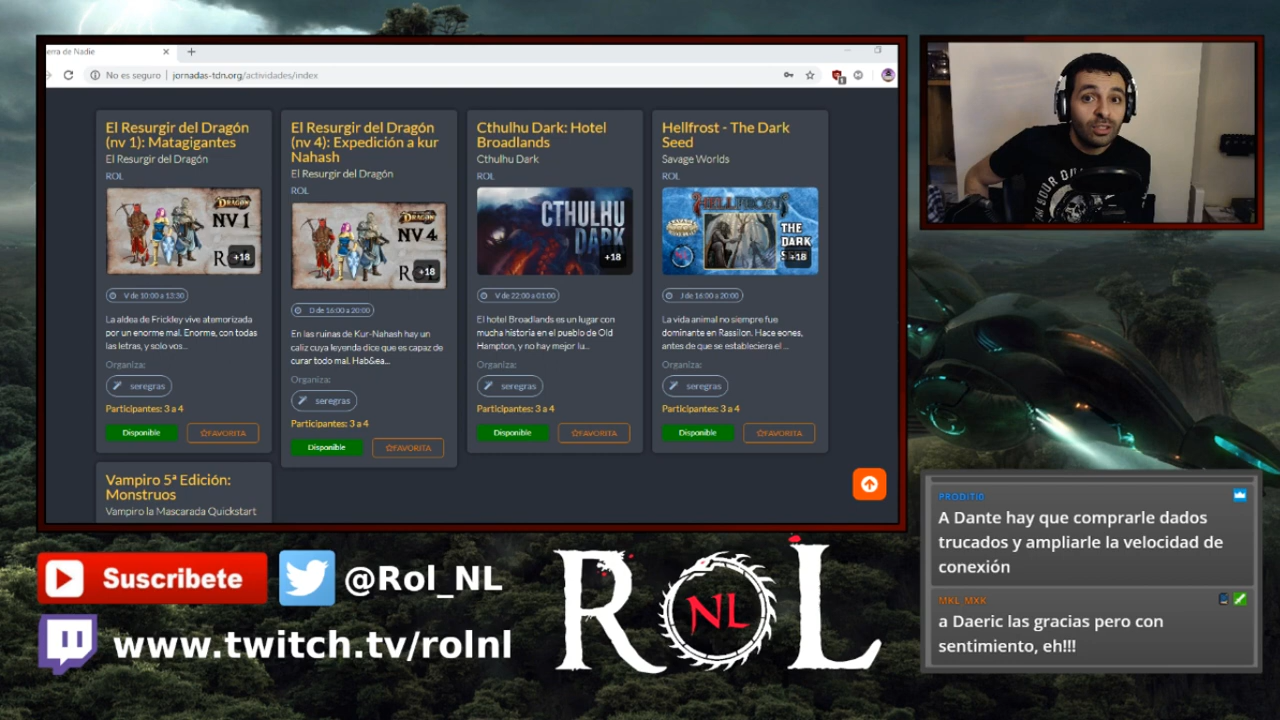 erra de Nadie
No es seguro | jornadas-tdn.org/actividades/index
El Resurgir del Dragón
(nv 1): Matagigantes
El Resurgir del Dragón
ROL
DRAGON
NV 1
+18
V de 10:00 a 13:30
La aldea de Frickley vive atemorizada
por un enorme mal. Enorme, con todas
las letras, y solo vos...
Organiza:
seregras
Participantes: 3 a 4
Disponible
FAVORITA
El Resurgir del Dragón
(nv 4): Expedición a kur
Nahash
El Resurgir del Dragón
ROL
DRAGON
NV 4
+18
D de 16:00 a 20:00
En las ruinas de Kur-Nahash hay un
caliz cuya leyenda dice que es capaz de
curar todo mal. Hab&ea...
Organiza:
seregras
Participantes: 3 a 4
Disponible
FAVORITA
Cthulhu Dark: Hotel
Broadlands
Cthulhu Dark
ROL
CTHULHU
DARK
+18
V de 22:00 a 01:00
El hotel Broadlands es un lugar con
mucha historia en el pueblo de Old
Hampton, y no hay mejor lu...
Organiza:
seregras
Participantes: 3 a 4
Disponible
FAVORITA
Hellfrost - The Dark
Seed
Savage Worlds
ROL
HELLFROST
THE
DARK
+18
J de 16:00 a 20:00
La vida animal no siempre fue
dominante en Rassilon. Hace eones,
antes de que se estableciera el ...
Organiza:
seregras
Participantes: 3 a 4
Disponible
FAVORITA
Vampiro 5ª Edición:
Monstruos
Vampiro la Mascarada Quickstart
PRODITI0
A Dante hay que comprarle dados
trucados y ampliarle la velocidad de
conexión
MKL MXK
a Daeric las gracias pero con
sentimiento, eh!!!
Suscribete
@Rol_NL
www.twitch.tv/rolnl
ROL
NL